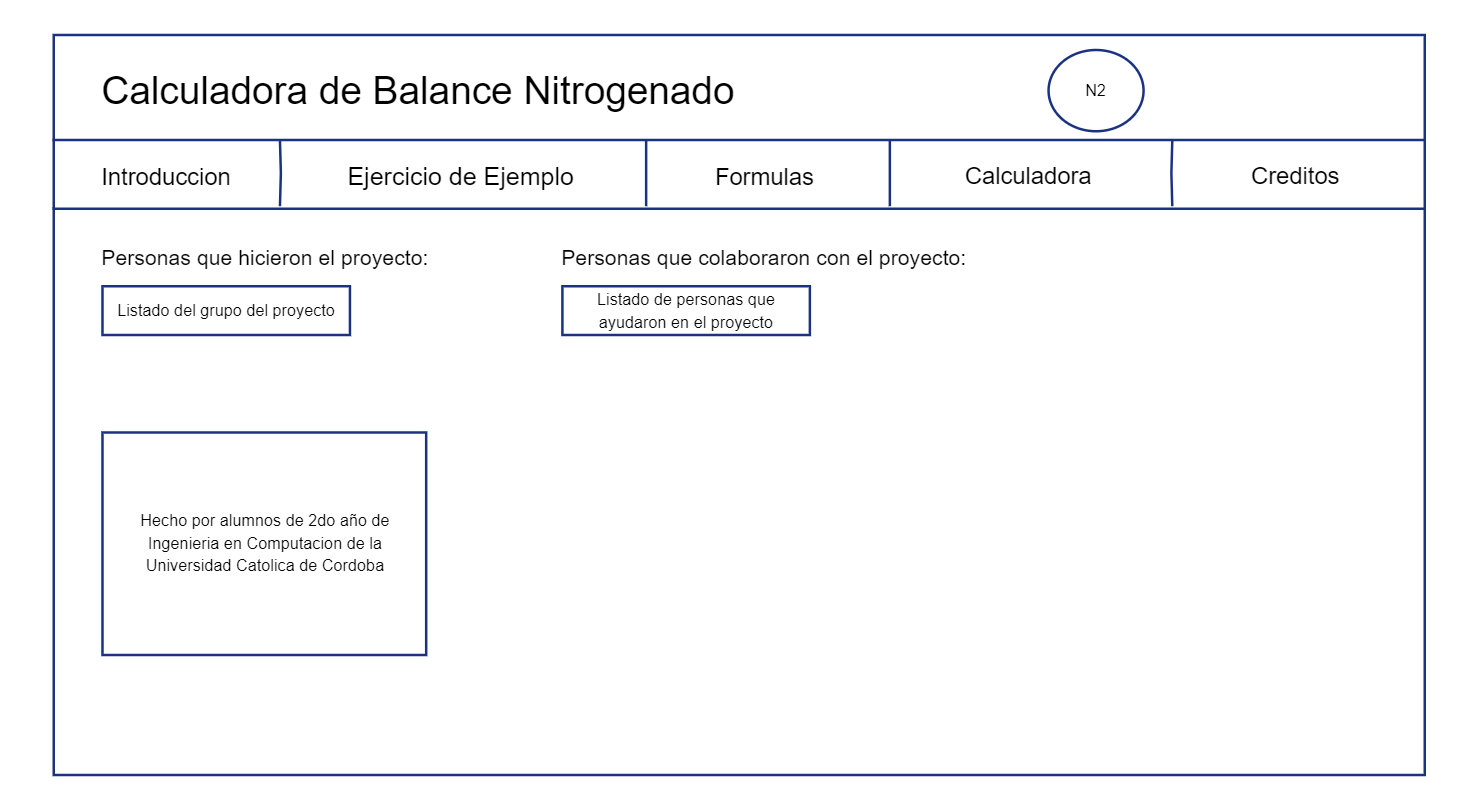 Calculadora de Balance Nitrogenado
N2
Introduccion
Ejercicio de Ejemplo
Formulas
Calculadora
Creditos
Personas que hicieron el proyecto:
Listado del grupo del proyecto
Personas que colaboraron con el proyecto:
Listado de personas que
ayudaron en el proyecto
Hecho por alumnos de 2do año de
Ingenieria en Computacion de la
Universidad Catolica de Cordoba